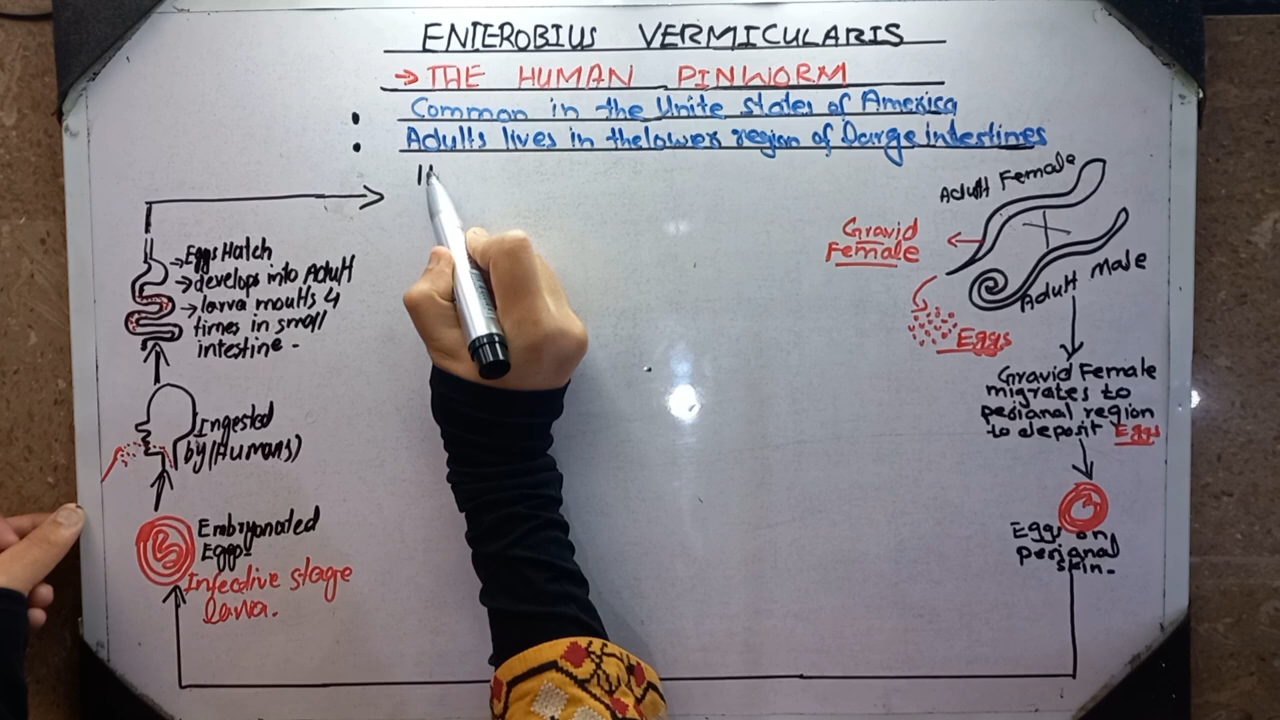 ENTEROBIUS VERMICULARIS
→ THE HUMAN PINWORM
: Common in the Unite states of America
Adults lives in the lower region of Large intestines
→ Eggs Hatch
→ develops into Adult
→ larva moults 4
times in small
intestine -
Ingested
by (Humans)
Embryonated
Infective stage
Adult Female
Gravid
Female
Adult Male
Eggs
Gravid Female
migrates to
perianal region
to deposit Eggs
Eggs on
perianal
skin.